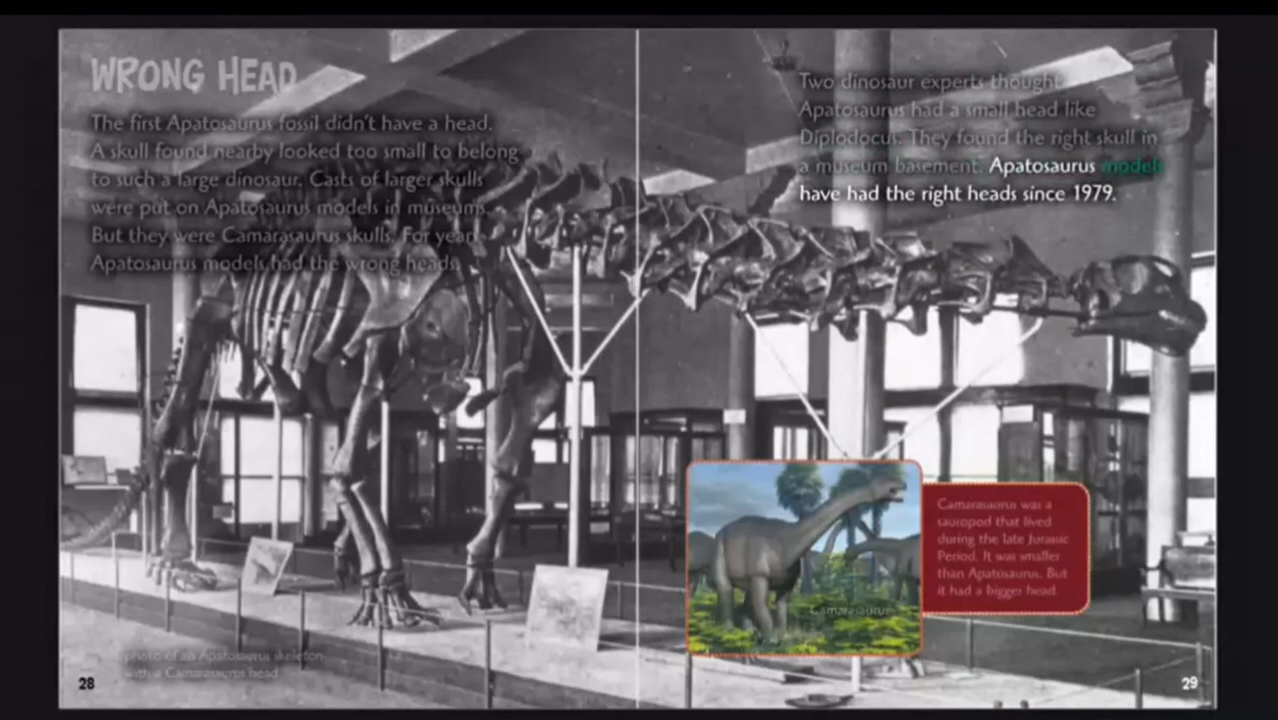 WRONG HEAD
The first Apatosaurus fossil didn't have a head.
A skull found nearby looked too small to belong
to such a large dinosaur. Casts of larger skulls
were put on Apatosaurus models in museums.
But they were Camarasaurus skulls. For years
Apatosaurus models had the wrong heads.
Two dinosaur experts thought
Apatosaurus had a small head like
Diplodocus. They found the right skull in
a museum basement. Apatosaurus models
have had the right heads since 1979.
Camarasaurus was a
sauropod that lived
during the late Jurassic
Period. It was smaller
than Apatosaurus. But
it had a bigger head.
Camarasaurus
photo of an Apatosaurus skeleton
with a Camarasaurus head
28
29